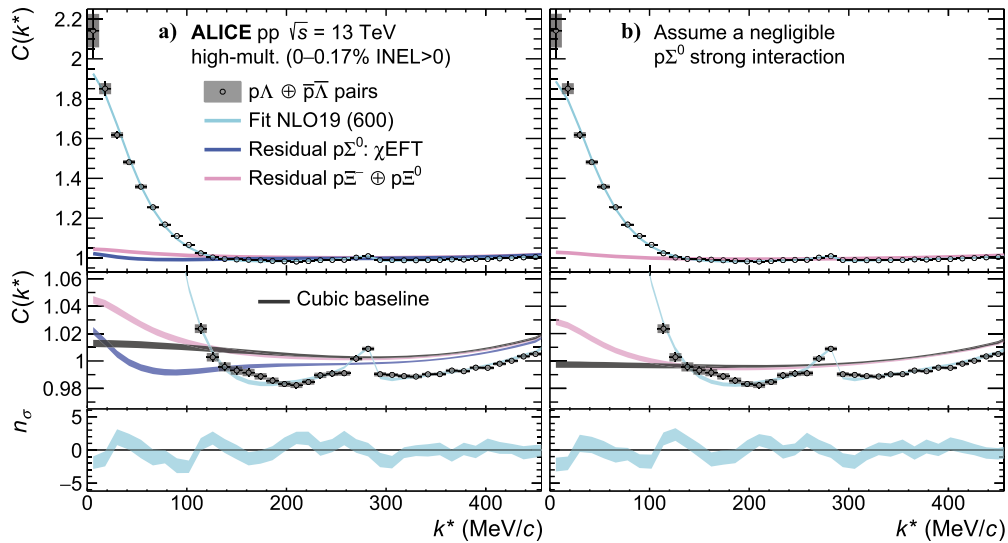 C(k*)
2.2
2
1.8
1.6
1.4
1.2
1
a) ALICE pp √s = 13 TeV
high-mult. (0–0.17% INEL>0)
pΛ ⊕ p̅Λ̅ pairs
Fit NLO19 (600)
Residual pΣ⁰: χEFT
Residual pΞ⁻ ⊕ pΞ⁰
b) Assume a negligible
pΣ⁰ strong interaction
C(k*)
1.06
1.04
1.02
1
0.98
Cubic baseline
nσ
5
0
−5
0 100 200 300 400
k* (MeV/c)
0 100 200 300 400
k* (MeV/c)